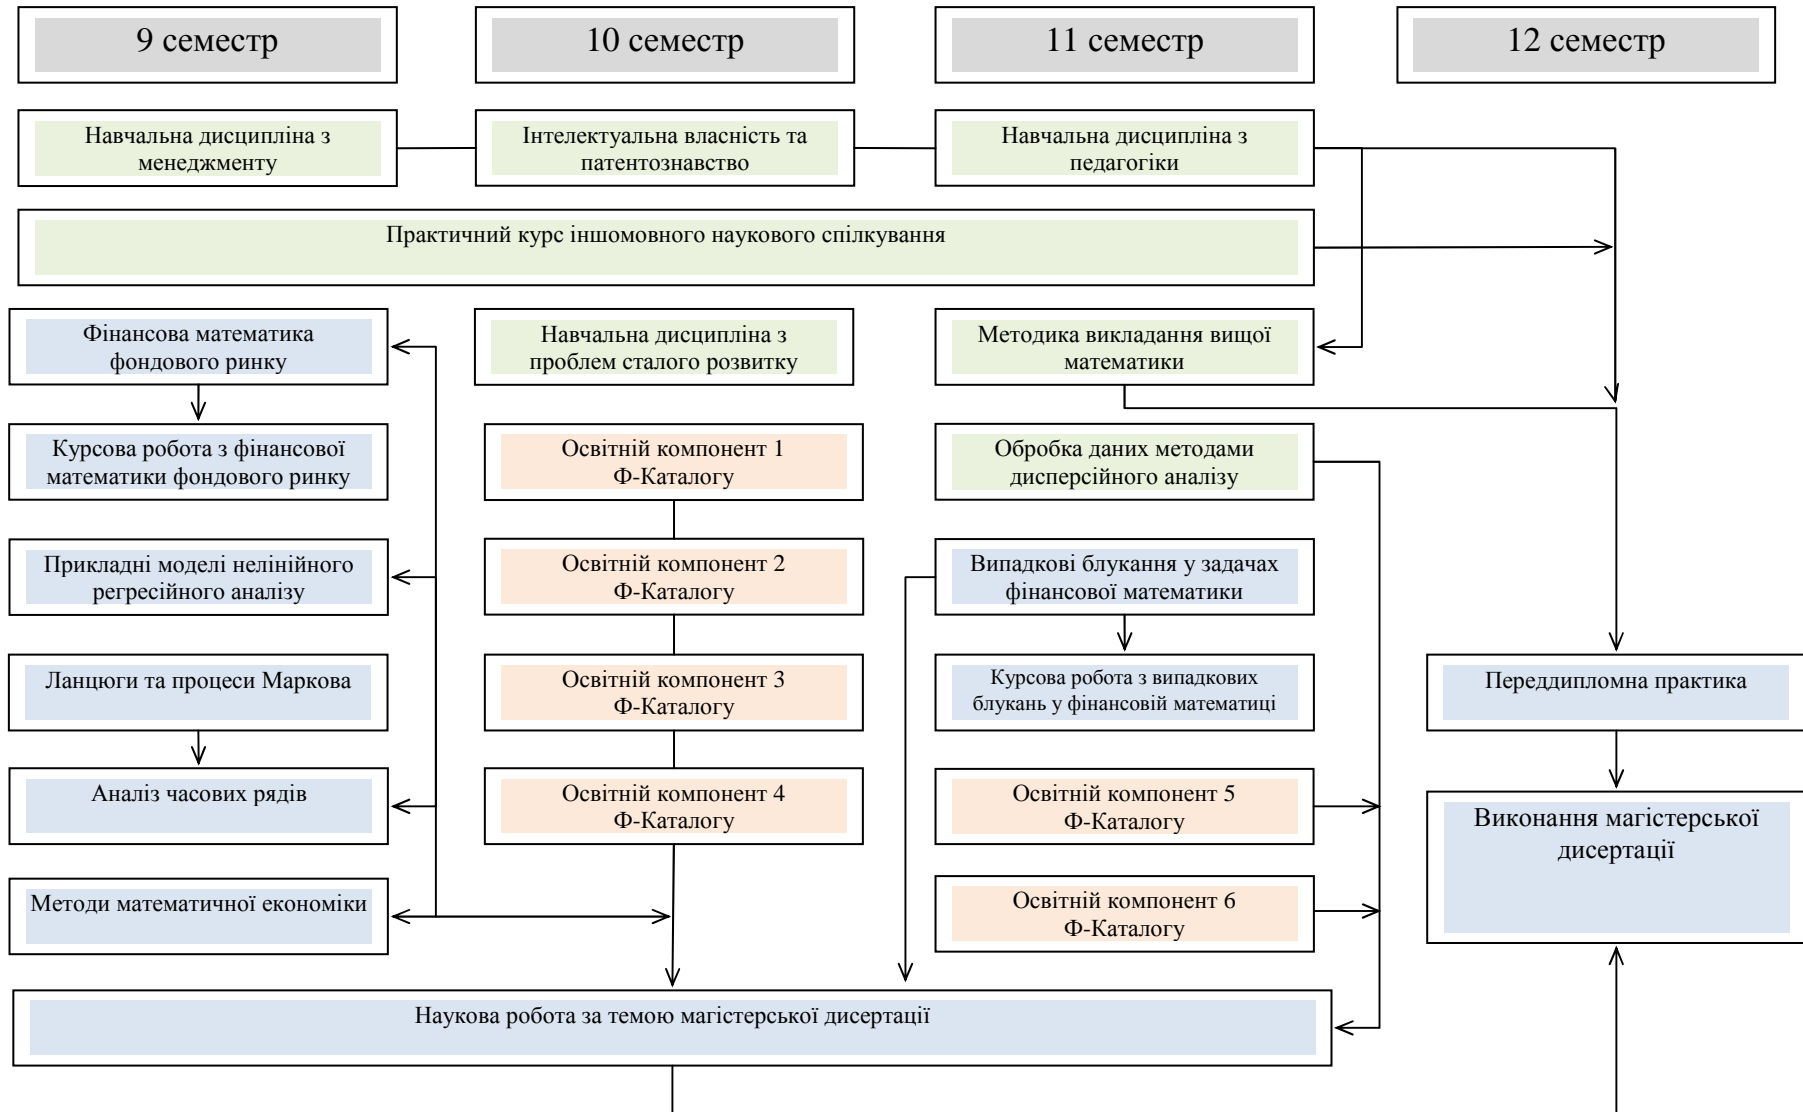 9 семестр
10 семестр
11 семестр
12 семестр
Навчальна дисципліна з
менеджменту
Інтелектуальна власність та
патентознавство
Навчальна дисципліна з
педагогіки
Практичний курс іншомовного наукового спілкування
Фінансова математика
фондового ринку
Навчальна дисципліна з
проблем сталого розвитку
Методика викладання вищої
математики
Курсова робота з фінансової
математики фондового ринку
Освітній компонент 1
Ф-Каталогу
Обробка даних методами
дисперсійного аналізу
Прикладні моделі нелінійного
регресійного аналізу
Освітній компонент 2
Ф-Каталогу
Випадкові блукання у задачах
фінансової математики
Ланцюги та процеси Маркова
Освітній компонент 3
Ф-Каталогу
Курсова робота з випадкових
блукань у фінансовій математиці
Переддипломна практика
Аналіз часових рядів
Освітній компонент 4
Ф-Каталогу
Освітній компонент 5
Ф-Каталогу
Виконання магістерської
дисертації
Методи математичної економіки
Освітній компонент 6
Ф-Каталогу
Наукова робота за темою магістерської дисертації